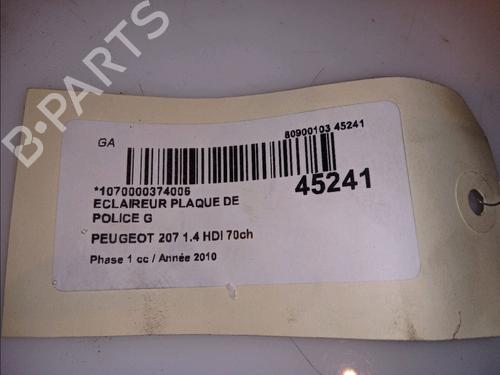 GA
80900103 45241
*1070000374006
45241
ECLAIREUR PLAQUE DE
POLICE G
PEUGEOT 207 1.4 HDI 70ch
Phase 1 cc / Année 2010
B-PARTS